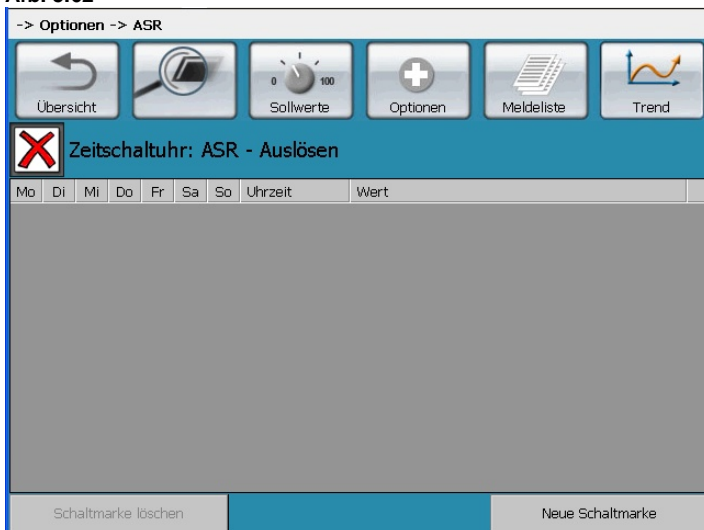 -> Optionen -> ASR
Übersicht
0 100
Sollwerte
Optionen
Meldeliste
Trend
Zeitschaltuhr: ASR - Auslösen
Mo Di Mi Do Fr Sa So Uhrzeit Wert
Schaltmarke löschen
Neue Schaltmarke